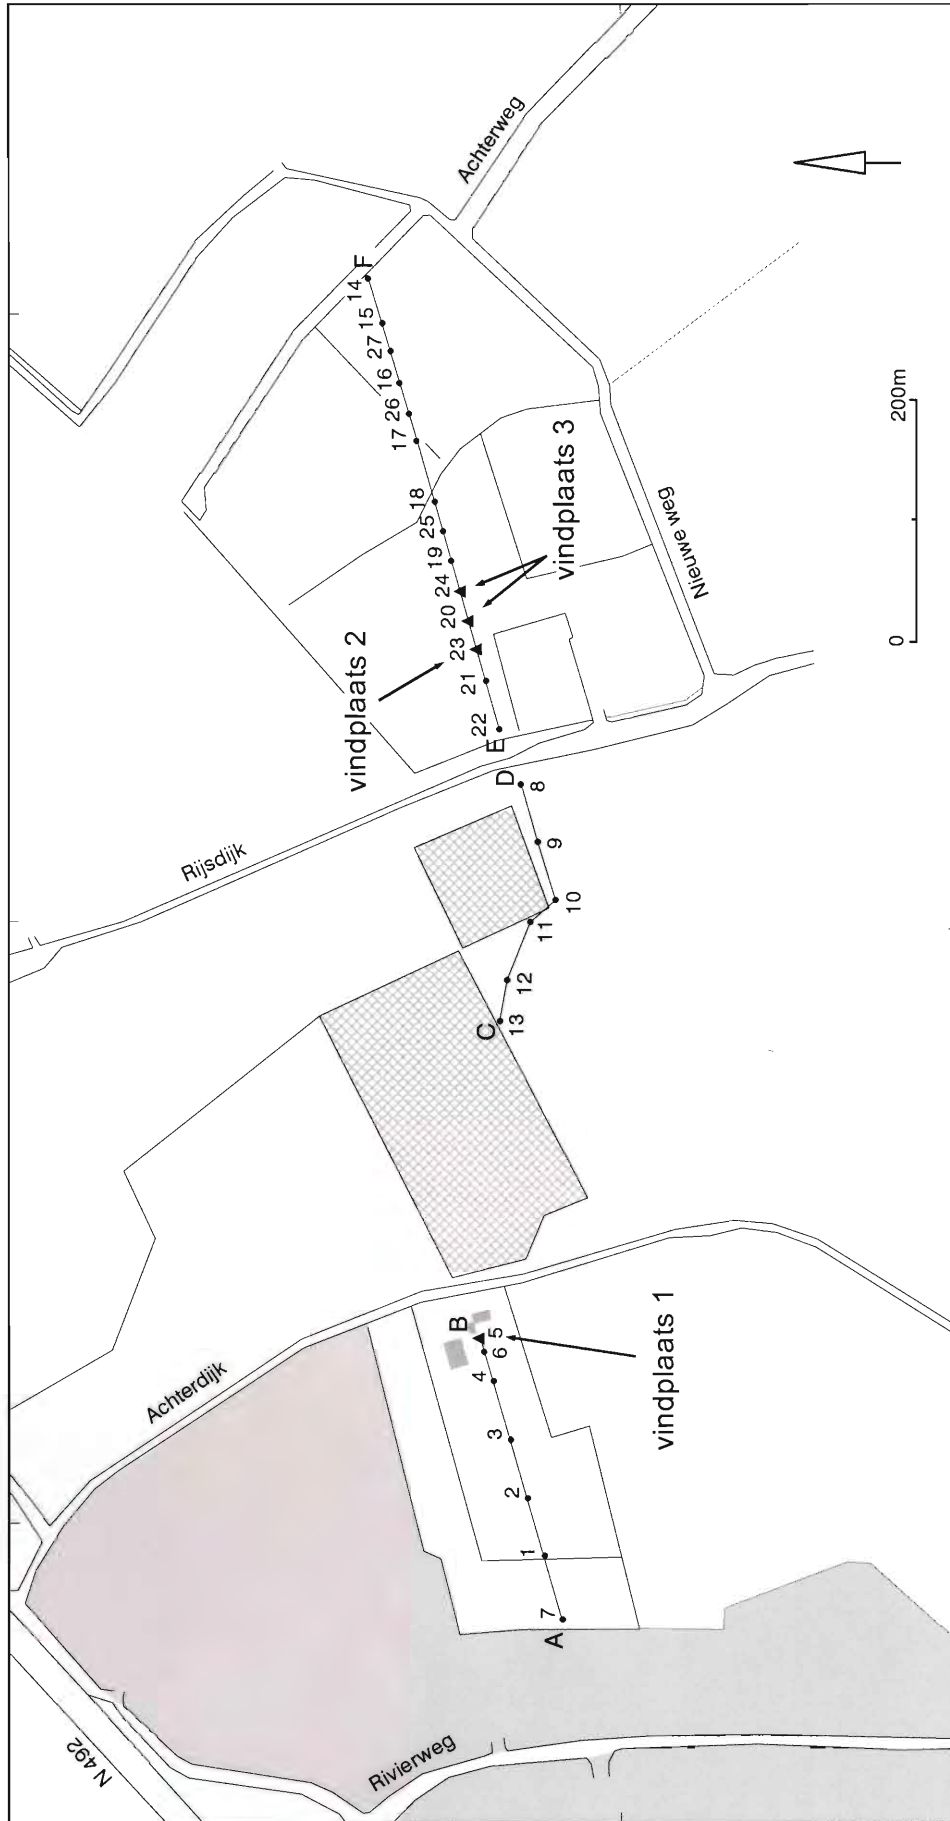 N 492
Rivierweg
Achterdijk
A
7
1
2
3
4
6
5
B
vindplaats 1
C
13
12
11
10
9
8
D
Rijsdijk
E
22
21
23
20
24
19
25
18
17
26
16
27
15
14
F
vindplaats 2
vindplaats 3
Nieuwe weg
Achterweg
0
200m